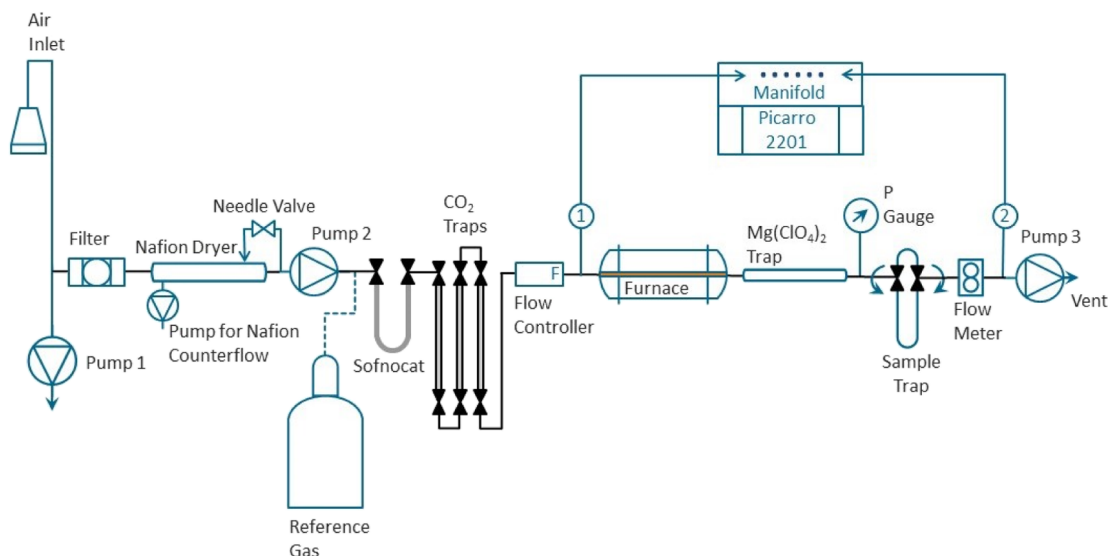 Air
Inlet
Filter
Nafion Dryer
Needle Valve
Pump 2
Pump for Nafion
Counterflow
Pump 1
Sofnocat
Reference
Gas
CO₂
Traps
F
Flow
Controller
1
Manifold
Picarro
2201
Furnace
Mg(ClO₄)₂
Trap
P
Gauge
2
Sample
Trap
Flow
Meter
Pump 3
Vent